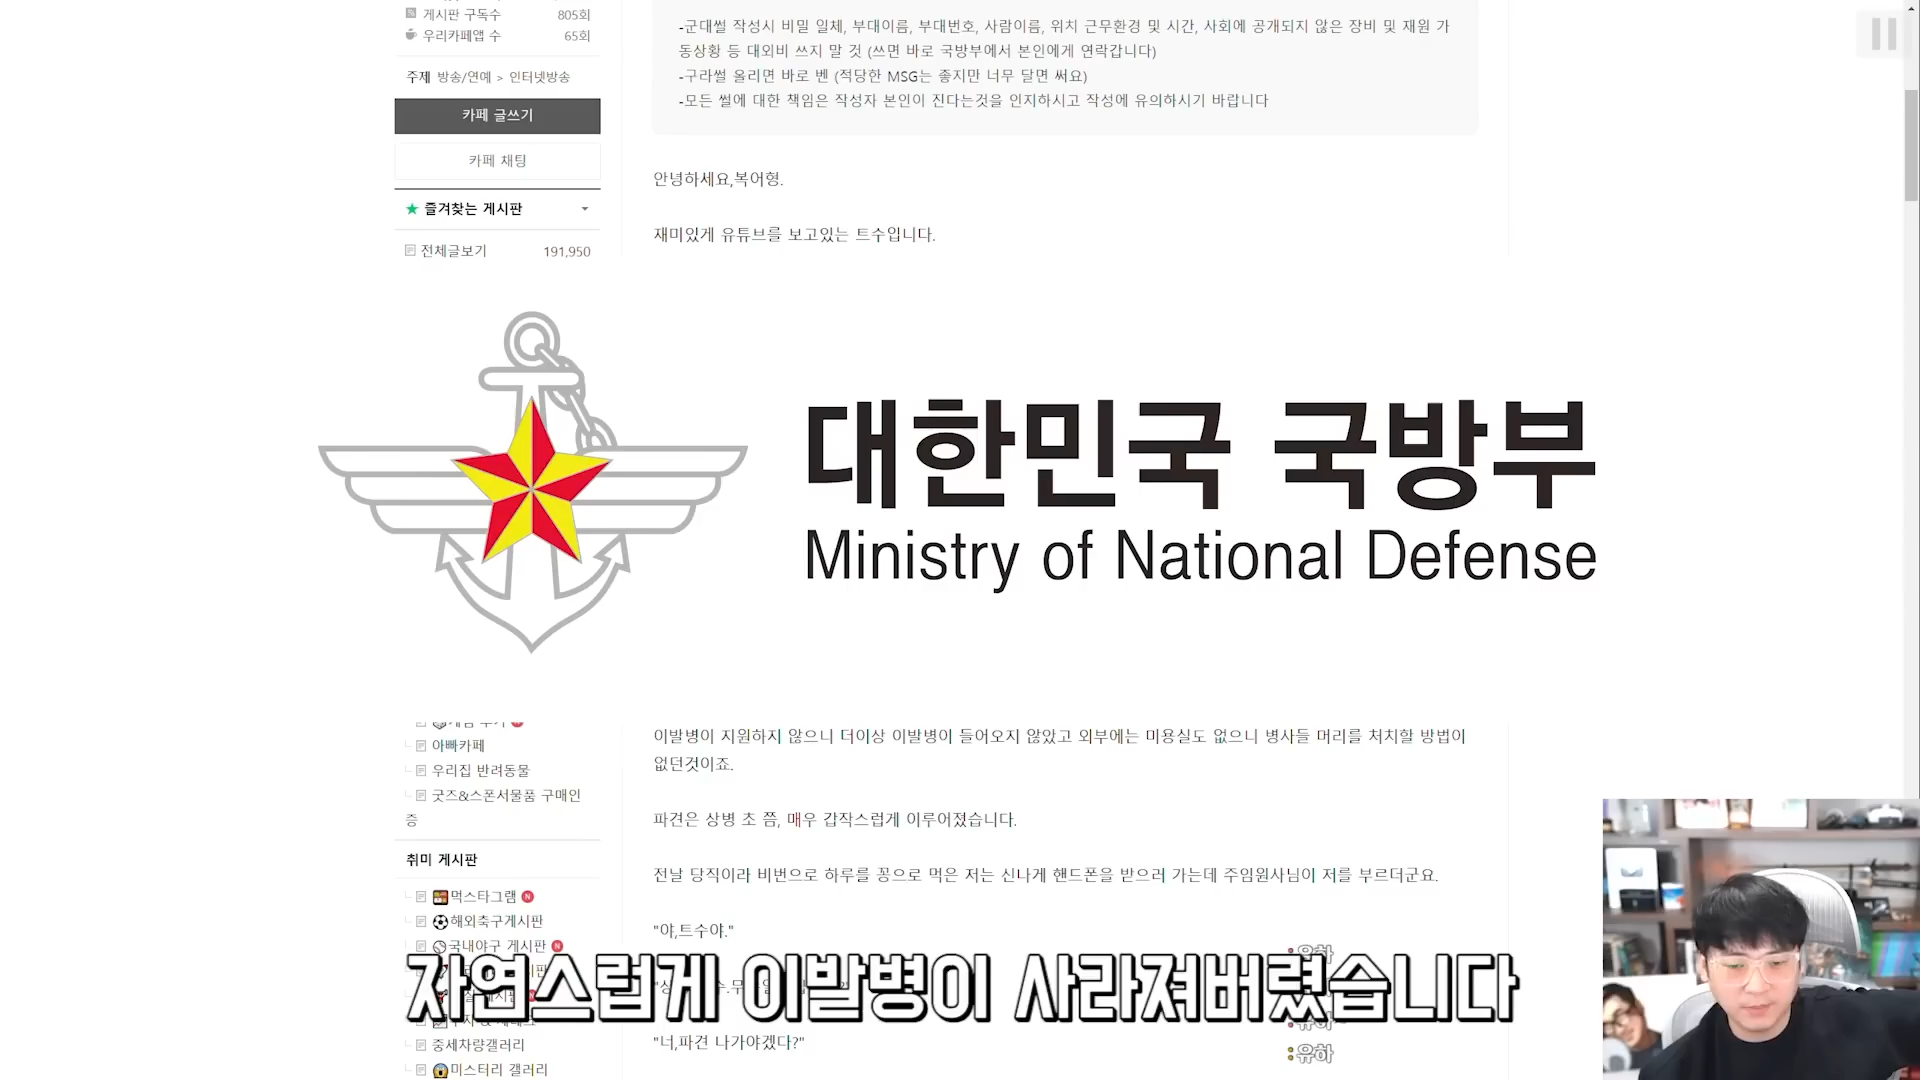 게시판 구독수 805회
우리카페앱 수 65회
주제 방송/연예 > 인터넷방송
카페 글쓰기
카페 채팅
★ 즐겨찾는 게시판
전체글보기 191,950
-군대썰 작성시 비밀 일체, 부대이름, 부대번호, 사람이름, 위치 근무환경 및 시간, 사회에 공개되지 않은 장비 및 재원 가
동상황 등 대외비 쓰지 말 것 (쓰면 바로 국방부에서 본인에게 연락갑니다)
-구라썰 올리면 바로 벤 (적당한 MSG는 좋지만 너무 달면 써요)
-모든 썰에 대한 책임은 작성자 본인이 진다는것을 인지하시고 작성에 유의하시기 바랍니다
안녕하세요,복어형.
재미있게 유튜브를 보고있는 트수입니다.
대한민국 국방부
Ministry of National Defense
아빠카페
우리집 반려동물
굿즈&스폰서물품 구매인
증
취미 게시판
먹스타그램 N
해외축구게시판
국내야구 게시판 N
중세차량갤러리
미스터리 갤러리
이발병이 지원하지 않으니 더이상 이발병이 들어오지 않았고 외부에는 미용실도 없으니 병사들 머리를 처치할 방법이
없던것이죠.
파견은 상병 초 쯤, 매우 갑작스럽게 이루어졌습니다.
전날 당직이라 비번으로 하루를 꽁으로 먹은 저는 신나게 핸드폰을 받으러 가는데 주임원사님이 저를 부르더군요.
"야,트수야."
"너,파견 나가야겠다?"
자연스럽게 이발병이 사라져버렸습니다
:유하
:유하
:유하